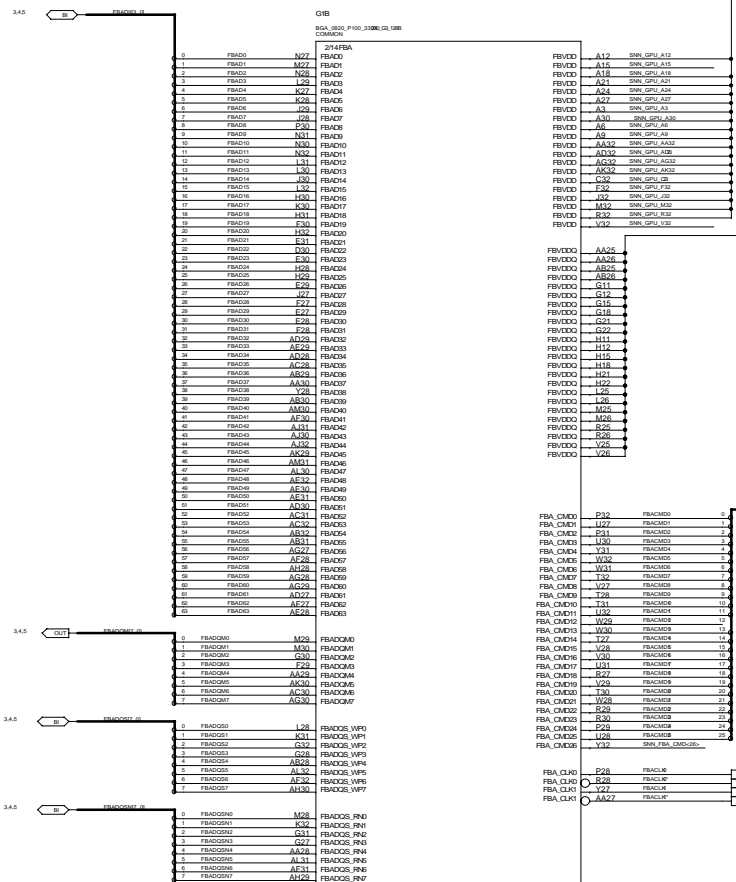 G1B
COMMON
2/14 FBA
3,4,5 BI
0 FBAD0 N27 FBAD0
1 FBAD1 M27 FBAD1
2 FBAD2 N28 FBAD2
3 FBAD3 L29 FBAD3
4 FBAD4 K27 FBAD4
5 FBAD5 K28 FBAD5
6 FBAD6 J29 FBAD6
7 FBAD7 J28 FBAD7
8 FBAD8 P30 FBAD8
9 FBAD9 N31 FBAD9
10 FBAD10 N30 FBAD10
11 FBAD11 N32 FBAD11
12 FBAD12 L31 FBAD12
13 FBAD13 L30 FBAD13
14 FBAD14 J30 FBAD14
15 FBAD15 L32 FBAD15
16 FBAD16 H30 FBAD16
17 FBAD17 K30 FBAD17
18 FBAD18 H31 FBAD18
19 FBAD19 F30 FBAD19
20 FBAD20 H32 FBAD20
21 FBAD21 E31 FBAD21
22 FBAD22 D30 FBAD22
23 FBAD23 E30 FBAD23
24 FBAD24 H28 FBAD24
25 FBAD25 H29 FBAD25
26 FBAD26 E29 FBAD26
27 FBAD27 J27 FBAD27
28 FBAD28 F27 FBAD28
29 FBAD29 E27 FBAD29
30 FBAD30 E28 FBAD30
31 FBAD31 F28 FBAD31
32 FBAD32 AD29 FBAD32
33 FBAD33 AE29 FBAD33
34 FBAD34 AD28 FBAD34
35 FBAD35 AC28 FBAD35
36 FBAD36 AB29 FBAD36
37 FBAD37 AA30 FBAD37
38 FBAD38 Y28 FBAD38
39 FBAD39 AB30 FBAD39
40 FBAD40 AM30 FBAD40
41 FBAD41 AF30 FBAD41
42 FBAD42 AJ31 FBAD42
43 FBAD43 AJ30 FBAD43
44 FBAD44 AJ32 FBAD44
45 FBAD45 AK29 FBAD45
46 FBAD46 AM31 FBAD46
47 FBAD47 AL30 FBAD47
48 FBAD48 AE32 FBAD48
49 FBAD49 AE30 FBAD49
50 FBAD50 AE31 FBAD50
51 FBAD51 AD30 FBAD51
52 FBAD52 AC31 FBAD52
53 FBAD53 AC32 FBAD53
54 FBAD54 AB32 FBAD54
55 FBAD55 AB31 FBAD55
56 FBAD56 AG27 FBAD56
57 FBAD57 AF28 FBAD57
58 FBAD58 AH28 FBAD58
59 FBAD59 AG28 FBAD59
60 FBAD60 AG29 FBAD60
61 FBAD61 AD27 FBAD61
62 FBAD62 AF27 FBAD62
63 FBAD63 AE28 FBAD63
3,4,5 OUT
0 FBADQM0 M29 FBADQM0
1 FBADQM1 M30 FBADQM1
2 FBADQM2 G30 FBADQM2
3 FBADQM3 F29 FBADQM3
4 FBADQM4 AA29 FBADQM4
5 FBADQM5 AK30 FBADQM5
6 FBADQM6 AC30 FBADQM6
7 FBADQM7 AG30 FBADQM7
3,4,5 BI
0 FBADQS0 L28 FBADQS_WP0
1 FBADQS1 K31 FBADQS_WP1
2 FBADQS2 G32 FBADQS_WP2
3 FBADQS3 G28 FBADQS_WP3
4 FBADQS4 AB28 FBADQS_WP4
5 FBADQS5 AL32 FBADQS_WP5
6 FBADQS6 AF32 FBADQS_WP6
7 FBADQS7 AH30 FBADQS_WP7
3,4,5 BI
0 FBADQSN0 M28 FBADQS_RN0
1 FBADQSN1 K32 FBADQS_RN1
2 FBADQSN2 G31 FBADQS_RN2
3 FBADQSN3 G27 FBADQS_RN3
4 FBADQSN4 AA28 FBADQS_RN4
5 FBADQSN5 AL31 FBADQS_RN5
6 FBADQSN6 AF31 FBADQS_RN6
7 FBADQSN7 AH29 FBADQS_RN7
FBVDD A12 SNN_GPU_A12
FBVDD A15 SNN_GPU_A15
FBVDD A18 SNN_GPU_A18
FBVDD A21 SNN_GPU_A21
FBVDD A24 SNN_GPU_A24
FBVDD A27 SNN_GPU_A27
FBVDD A3 SNN_GPU_A3
FBVDD A30 SNN_GPU_A30
FBVDD A6 SNN_GPU_A6
FBVDD A9 SNN_GPU_A9
FBVDD AA32 SNN_GPU_AA32
FBVDD AD32
FBVDD AG32 SNN_GPU_AG32
FBVDD AK32 SNN_GPU_AK32
FBVDD C32
FBVDD F32 SNN_GPU_F32
FBVDD J32 SNN_GPU_J32
FBVDD M32 SNN_GPU_M32
FBVDD R32 SNN_GPU_R32
FBVDD V32 SNN_GPU_V32
FBVDDQ AA25
FBVDDQ AA26
FBVDDQ AB25
FBVDDQ AB26
FBVDDQ G11
FBVDDQ G12
FBVDDQ G15
FBVDDQ G18
FBVDDQ G21
FBVDDQ G22
FBVDDQ H11
FBVDDQ H12
FBVDDQ H15
FBVDDQ H18
FBVDDQ H21
FBVDDQ H22
FBVDDQ L25
FBVDDQ L26
FBVDDQ M25
FBVDDQ M26
FBVDDQ R25
FBVDDQ R26
FBVDDQ V25
FBVDDQ V26
FBA_CMD0 P32 FBACMD0 0
FBA_CMD1 U27 FBACMD1 1
FBA_CMD2 P31 FBACMD2 2
FBA_CMD3 U30 FBACMD3 3
FBA_CMD4 Y31 FBACMD4 4
FBA_CMD5 W32 FBACMD5 5
FBA_CMD6 W31 FBACMD6 6
FBA_CMD7 T32 FBACMD7 7
FBA_CMD8 V27 FBACMD8 8
FBA_CMD9 T28 FBACMD9 9
FBA_CMD10 T31 10
FBA_CMD11 U32 11
FBA_CMD12 W29 12
FBA_CMD13 W30 13
FBA_CMD14 T27 14
FBA_CMD15 V28 15
FBA_CMD16 V30 16
FBA_CMD17 U31 17
FBA_CMD18 R27 18
FBA_CMD19 V29 19
FBA_CMD20 T30 20
FBA_CMD21 W28 21
FBA_CMD22 R29 22
FBA_CMD23 R30 23
FBA_CMD24 P29 24
FBA_CMD25 U28 25
FBA_CMD26 Y32 SNN_FBA_CMD<26>
FBA_CLK0 P28
FBA_CLK0 R28
FBA_CLK1 Y27
FBA_CLK1 AA27